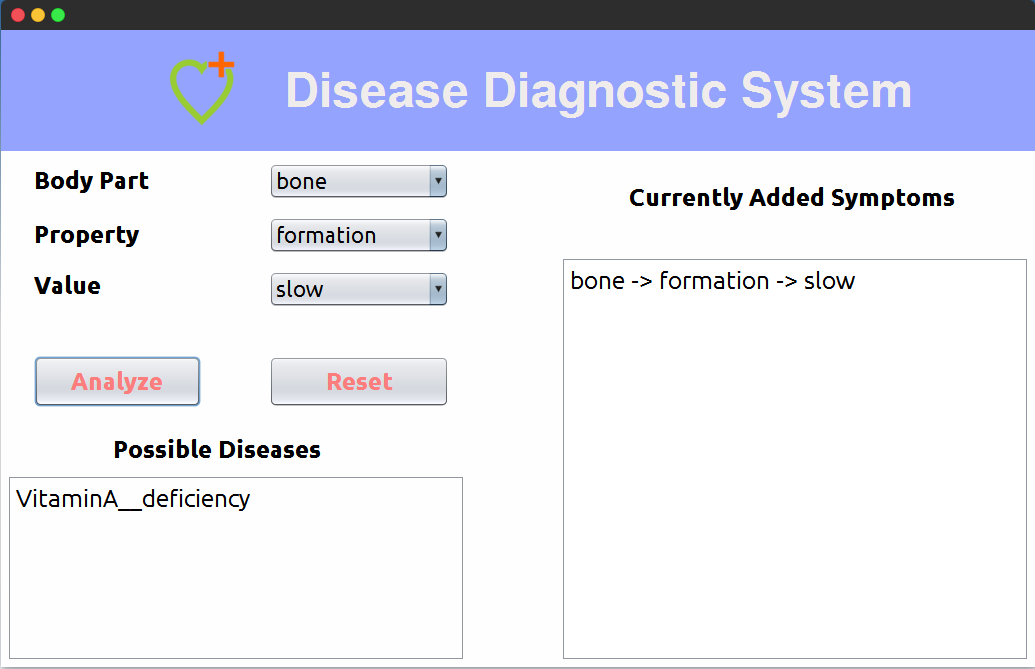 Disease Diagnostic System
Body Part
bone
Property
formation
Value
slow
Analyze
Reset
Possible Diseases
VitaminA__deficiency
Currently Added Symptoms
bone -> formation -> slow